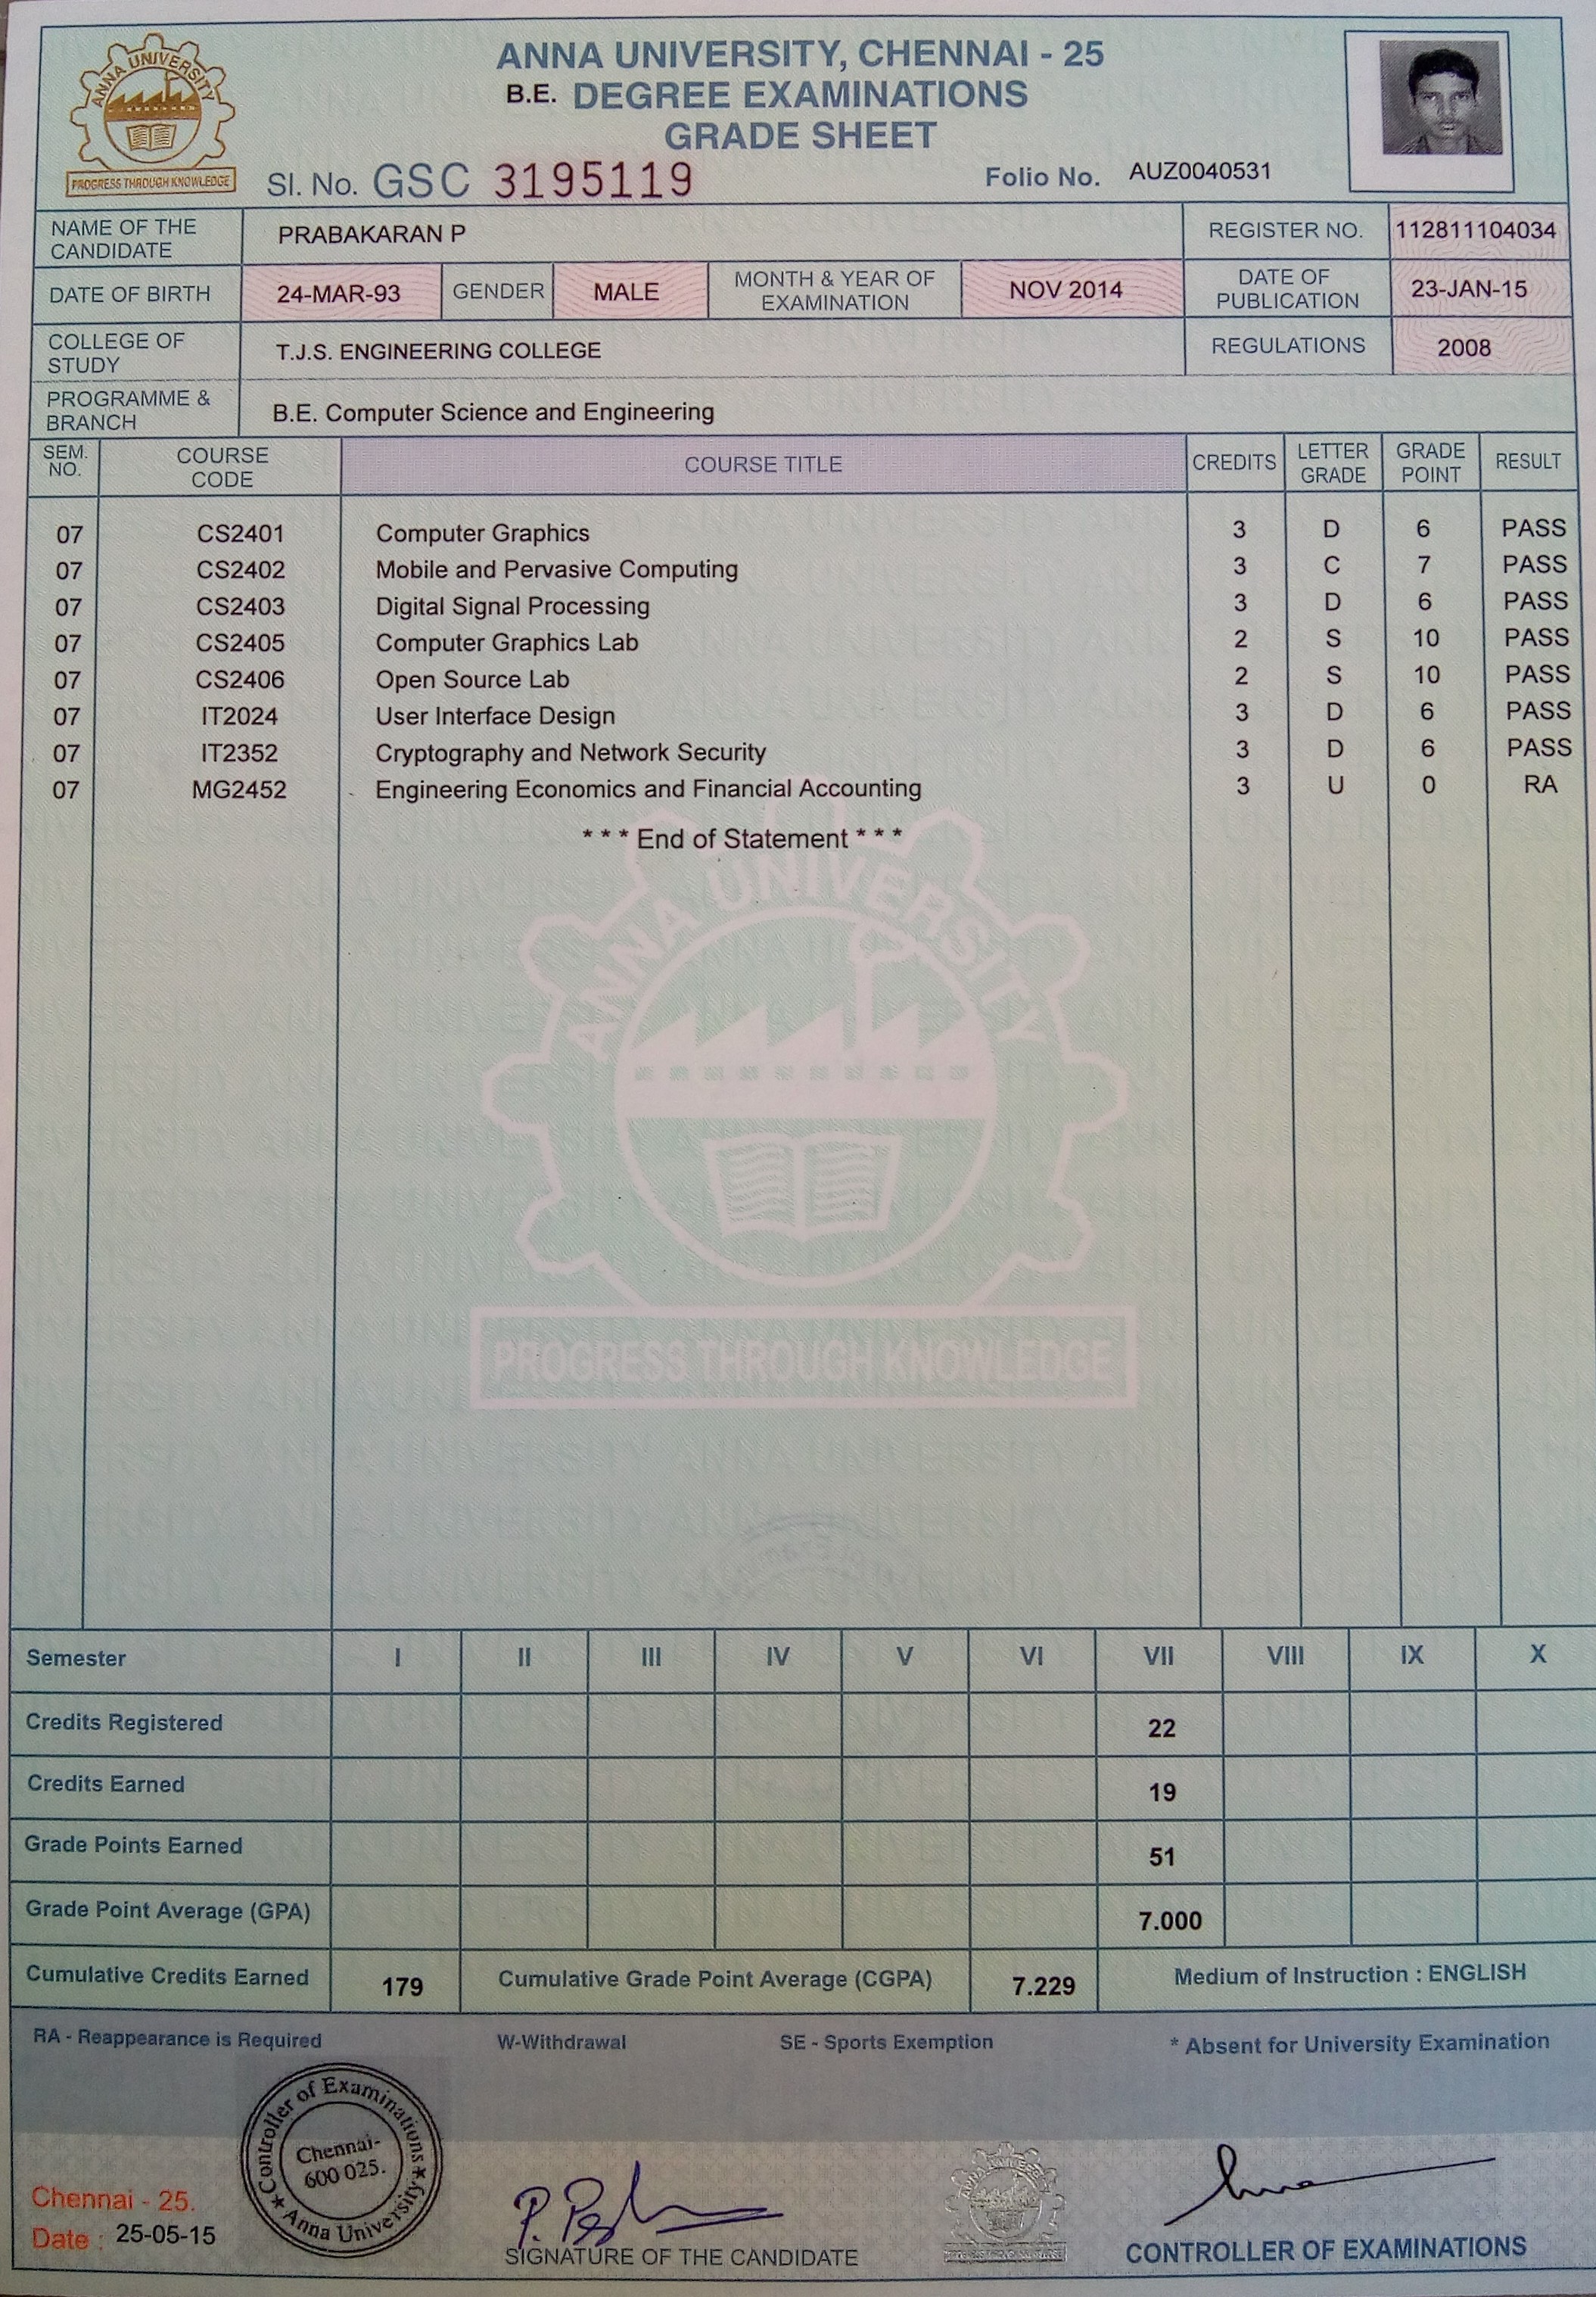 ANNA UNIVERSITY
PROGRESS THROUGH KNOWLEDGE
ANNA UNIVERSITY, CHENNAI - 25
B.E. DEGREE EXAMINATIONS
GRADE SHEET
Sl. No. GSC 3195119
Folio No. AUZ0040531
NAME OF THE CANDIDATE PRABAKARAN P REGISTER NO. 112811104034
DATE OF BIRTH 24-MAR-93 GENDER MALE MONTH & YEAR OF EXAMINATION NOV 2014 DATE OF PUBLICATION 23-JAN-15
COLLEGE OF STUDY T.J.S. ENGINEERING COLLEGE REGULATIONS 2008
PROGRAMME & BRANCH B.E. Computer Science and Engineering
SEM. NO. COURSE CODE COURSE TITLE CREDITS LETTER GRADE GRADE POINT RESULT
07 CS2401 Computer Graphics 3 D 6 PASS
07 CS2402 Mobile and Pervasive Computing 3 C 7 PASS
07 CS2403 Digital Signal Processing 3 D 6 PASS
07 CS2405 Computer Graphics Lab 2 S 10 PASS
07 CS2406 Open Source Lab 2 S 10 PASS
07 IT2024 User Interface Design 3 D 6 PASS
07 IT2352 Cryptography and Network Security 3 D 6 PASS
07 MG2452 Engineering Economics and Financial Accounting 3 U 0 RA
* * * End of Statement * * *
ANNA UNIVERSITY
PROGRESS THROUGH KNOWLEDGE
Semester I II III IV V VI VII VIII IX X
Credits Registered 22
Credits Earned 19
Grade Points Earned 51
Grade Point Average (GPA) 7.000
Cumulative Credits Earned 179 Cumulative Grade Point Average (CGPA) 7.229 Medium of Instruction : ENGLISH
RA - Reappearance is Required W-Withdrawal SE - Sports Exemption * Absent for University Examination
Controller of Examinations
Chennai-
600 025.
★ Anna University ★
Chennai - 25.
Date : 25-05-15
SIGNATURE OF THE CANDIDATE
CONTROLLER OF EXAMINATIONS